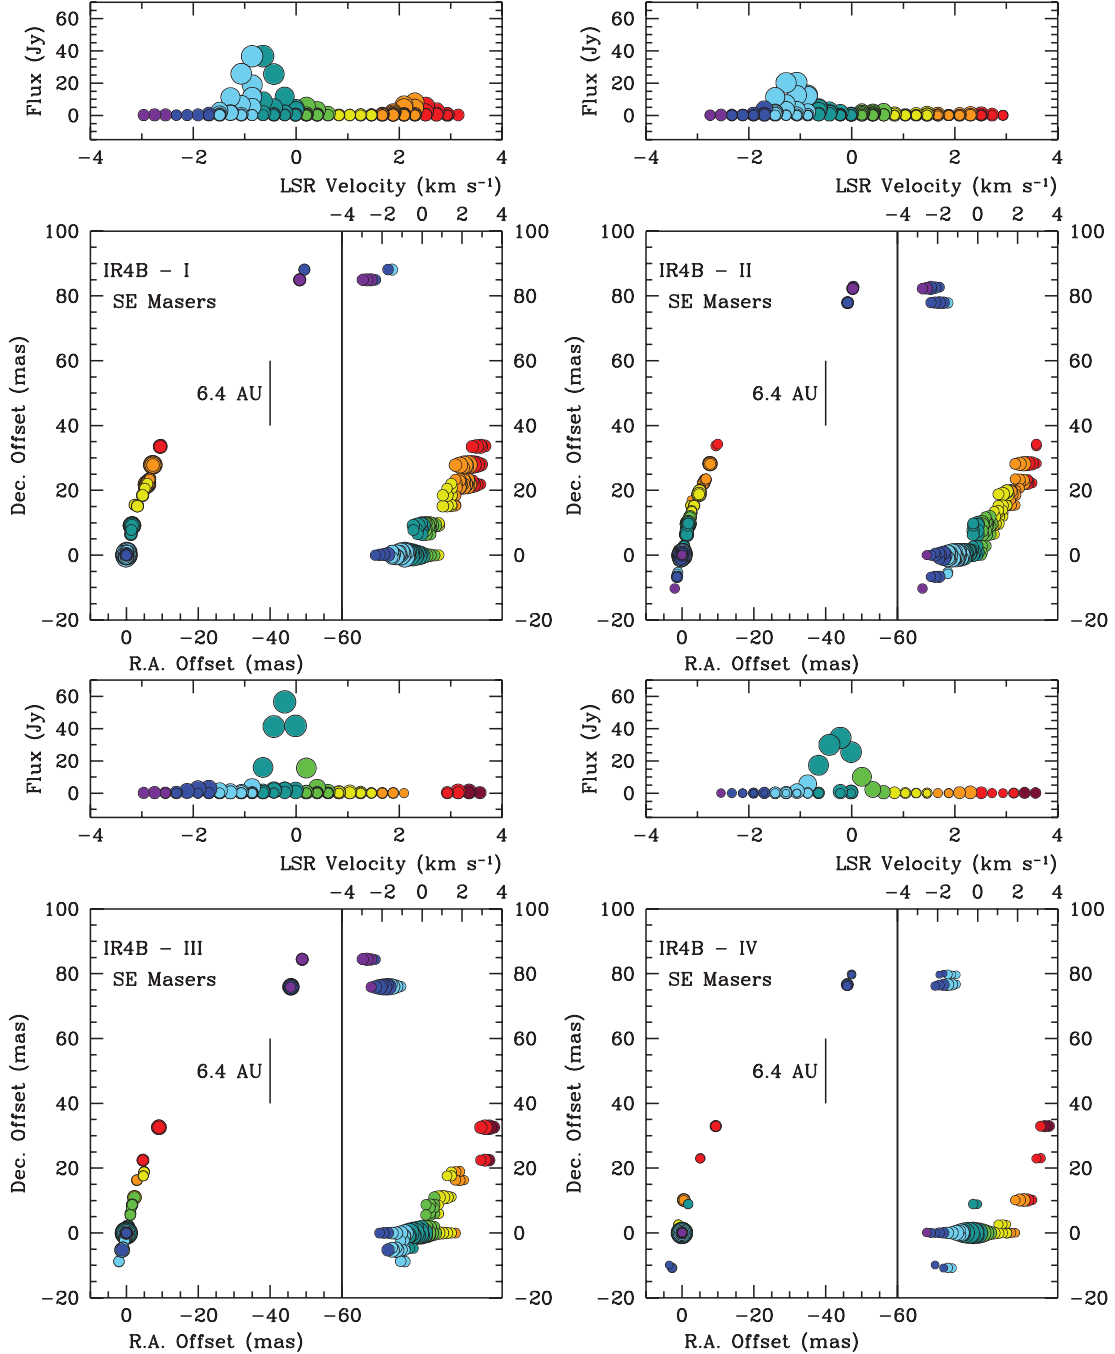 60
40
20
0
Flux (Jy)
-4 -2 0 2 4
LSR Velocity (km s⁻¹)
-4 -2 0 2 4
100
80
60
40
20
0
-20
Dec. Offset (mas)
IR4B - I
SE Masers
6.4 AU
100
80
60
40
20
0
-20
0 -20 -40 -60
R.A. Offset (mas)
60
40
20
0
Flux (Jy)
-4 -2 0 2 4
LSR Velocity (km s⁻¹)
-4 -2 0 2 4
100
80
60
40
20
0
-20
Dec. Offset (mas)
IR4B - II
SE Masers
6.4 AU
100
80
60
40
20
0
-20
0 -20 -40 -60
R.A. Offset (mas)
60
40
20
0
Flux (Jy)
-4 -2 0 2 4
LSR Velocity (km s⁻¹)
-4 -2 0 2 4
100
80
60
40
20
0
-20
Dec. Offset (mas)
IR4B - III
SE Masers
6.4 AU
100
80
60
40
20
0
-20
0 -20 -40 -60
R.A. Offset (mas)
60
40
20
0
Flux (Jy)
-4 -2 0 2 4
LSR Velocity (km s⁻¹)
-4 -2 0 2 4
100
80
60
40
20
0
-20
Dec. Offset (mas)
IR4B - IV
SE Masers
6.4 AU
100
80
60
40
20
0
-20
0 -20 -40 -60
R.A. Offset (mas)